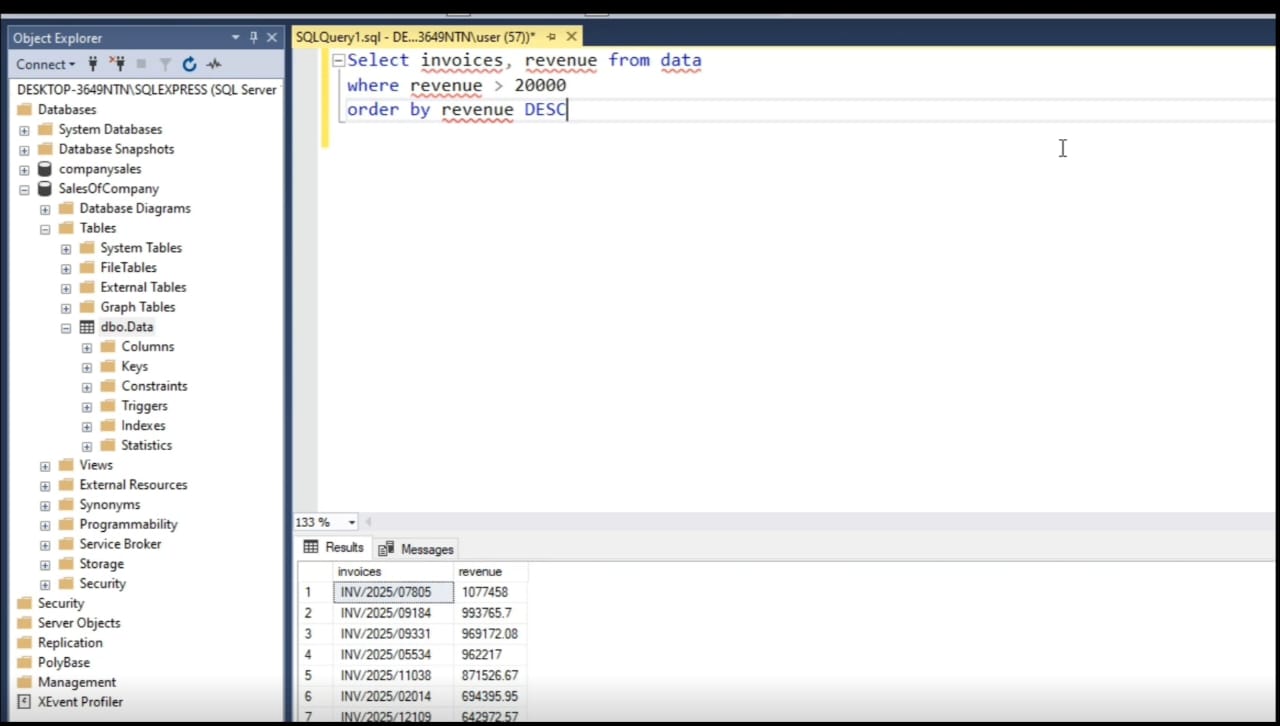 Object Explorer
Connect
DESKTOP-3649NTN\SQLEXPRESS (SQL Server
Databases
System Databases
Database Snapshots
companysales
SalesOfCompany
Database Diagrams
Tables
System Tables
FileTables
External Tables
Graph Tables
dbo.Data
Columns
Keys
Constraints
Triggers
Indexes
Statistics
Views
External Resources
Synonyms
Programmability
Service Broker
Storage
Security
Security
Server Objects
Replication
PolyBase
Management
XEvent Profiler
SQLQuery1.sql - DE...3649NTN\user (57))*
Select invoices, revenue from data
where revenue > 20000
order by revenue DESC
133 %
Results Messages
invoices revenue
1 INV/2025/07805 1077458
2 INV/2025/09184 993765.7
3 INV/2025/09331 969172.08
4 INV/2025/05534 962217
5 INV/2025/11038 871526.67
6 INV/2025/02014 694395.95
7 INV/2025/12109 642972.57